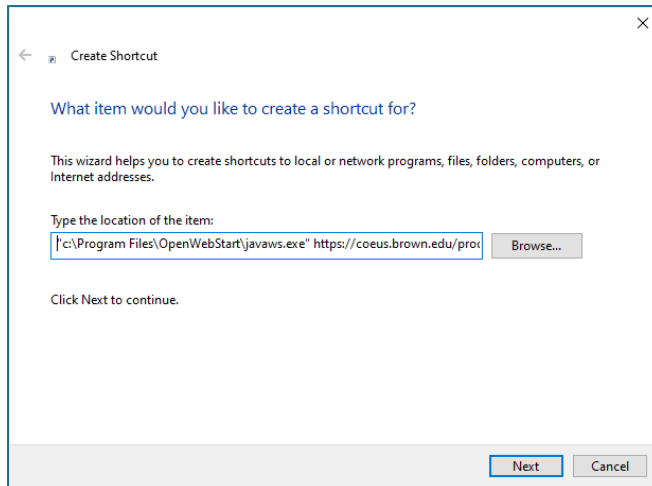 Create Shortcut
What item would you like to create a shortcut for?
This wizard helps you to create shortcuts to local or network programs, files, folders, computers, or
Internet addresses.
Type the location of the item:
"c:\Program Files\OpenWebStart\javaws.exe" https://coeus.brown.edu/proc
Browse...
Click Next to continue.
Next
Cancel